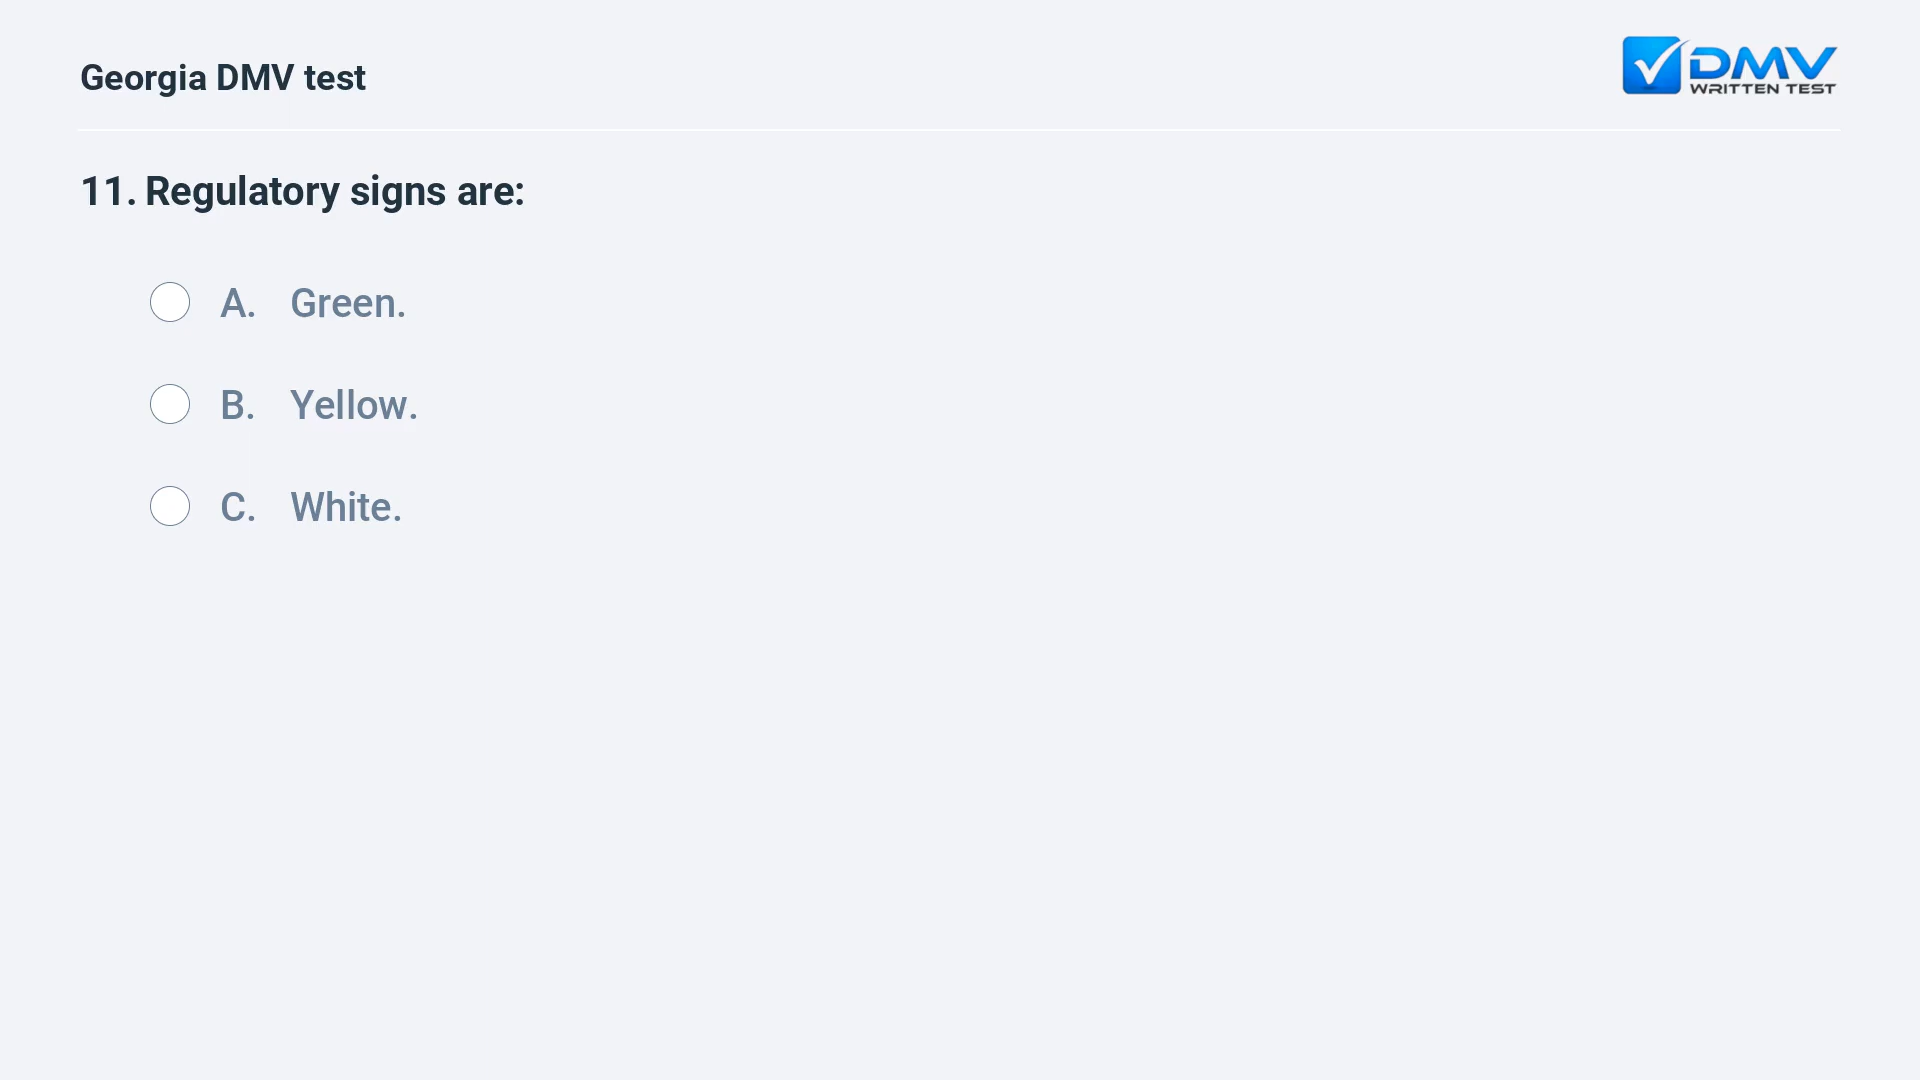 Georgia DMV test
DMV
WRITTEN TEST
11. Regulatory signs are:
A. Green.
B. Yellow.
C. White.